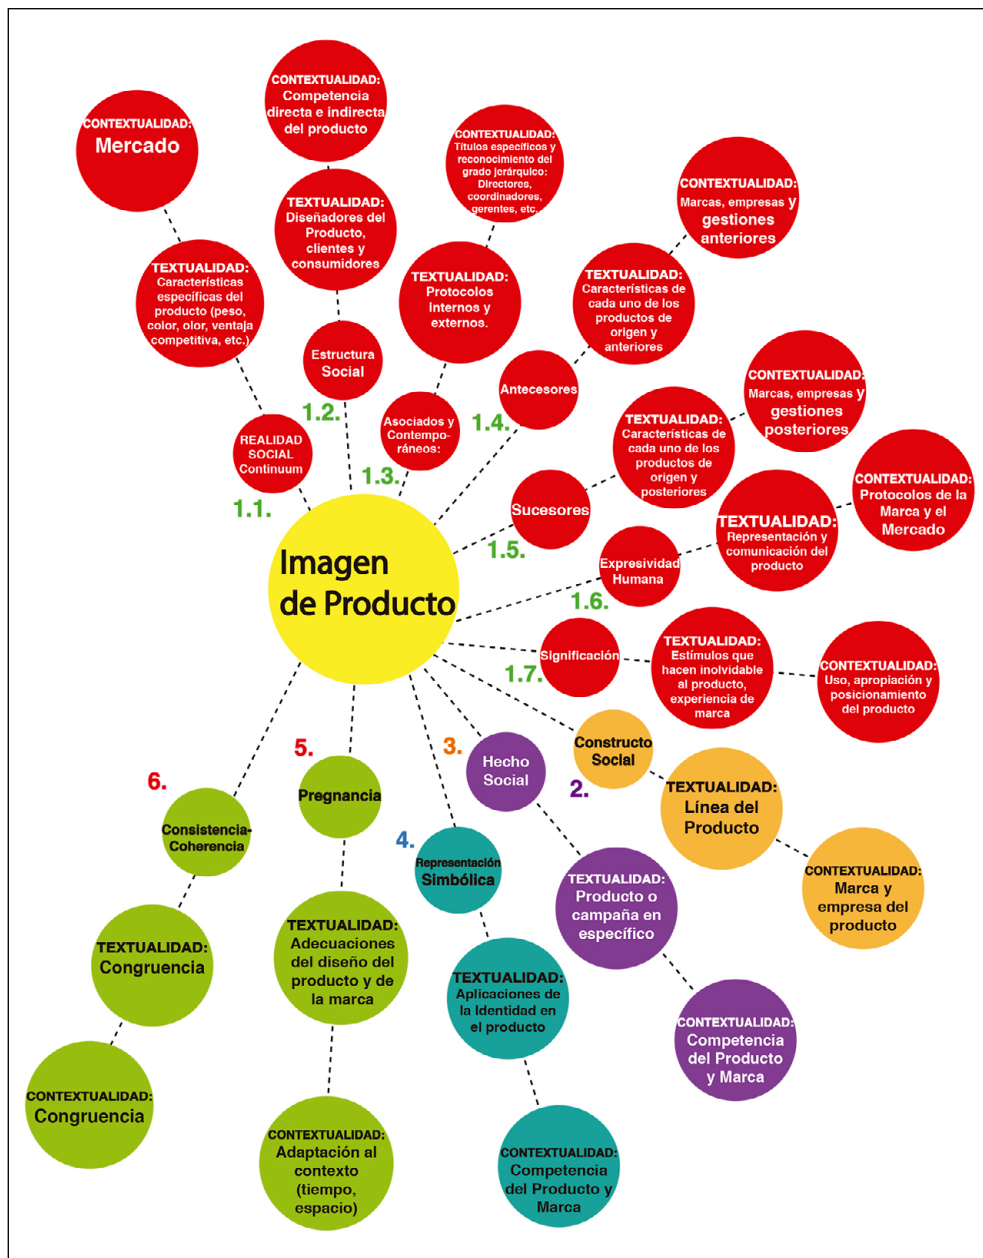 Imagen
de Producto
1.1.
REALIDAD
SOCIAL
Continuum
TEXTUALIDAD:
Características
específicas del
producto (peso,
color, olor, ventaja
competitiva, etc.)
CONTEXTUALIDAD:
Mercado
1.2.
Estructura
Social
TEXTUALIDAD:
Diseñadores del
Producto,
clientes y
consumidores
CONTEXTUALIDAD:
Competencia
directa e indirecta
del producto
1.3.
Asociados y
Contempo-
ráneos:
TEXTUALIDAD:
Protocolos
internos y
externos.
CONTEXTUALIDAD:
Títulos específicos y
reconocimiento del
grado jerárquico:
Directores,
coordinadores,
gerentes, etc.
1.4.
Antecesores
TEXTUALIDAD:
Características de
cada uno de los
productos de
origen y
anteriores
CONTEXTUALIDAD:
Marcas, empresas y
gestiones
anteriores
1.5.
Sucesores
TEXTUALIDAD:
Características de
cada uno de los
productos de
origen y
posteriores
CONTEXTUALIDAD:
Marcas, empresas y
gestiones
posteriores
1.6.
Expresividad
Humana
TEXTUALIDAD:
Representación y
comunicación del
producto
CONTEXTUALIDAD:
Protocolos de la
Marca y el
Mercado
1.7.
Significación
TEXTUALIDAD:
Estímulos que
hacen inolvidable
al producto,
experiencia de
marca
CONTEXTUALIDAD:
Uso, apropiación y
posicionamiento
del producto
2.
Constructo
Social
TEXTUALIDAD:
Línea del
Producto
CONTEXTUALIDAD:
Marca y
empresa del
producto
3.
Hecho
Social
TEXTUALIDAD:
Producto o
campaña en
específico
CONTEXTUALIDAD:
Competencia
del Producto
y Marca
4.
Representación
Simbólica
TEXTUALIDAD:
Aplicaciones de
la Identidad en
el producto
CONTEXTUALIDAD:
Competencia
del Producto y
Marca
5.
Pregnancia
TEXTUALIDAD:
Adecuaciones
del diseño del
producto y de
la marca
CONTEXTUALIDAD:
Adaptación al
contexto
(tiempo,
espacio)
6.
Consistencia-
Coherencia
TEXTUALIDAD:
Congruencia
CONTEXTUALIDAD:
Congruencia